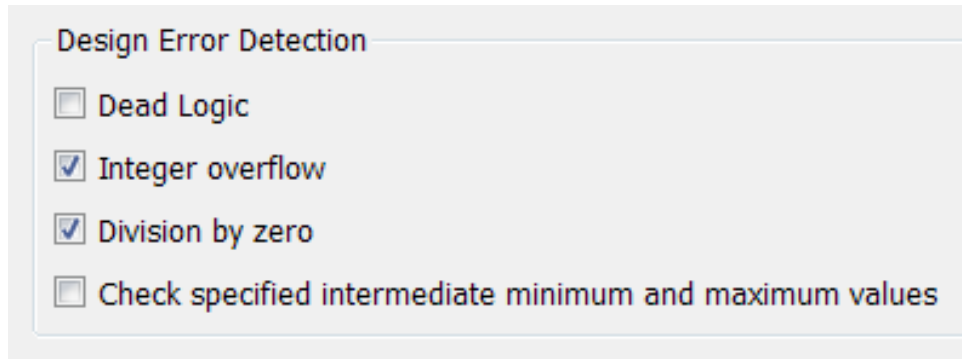 Design Error Detection
Dead Logic
Integer overflow
Division by zero
Check specified intermediate minimum and maximum values